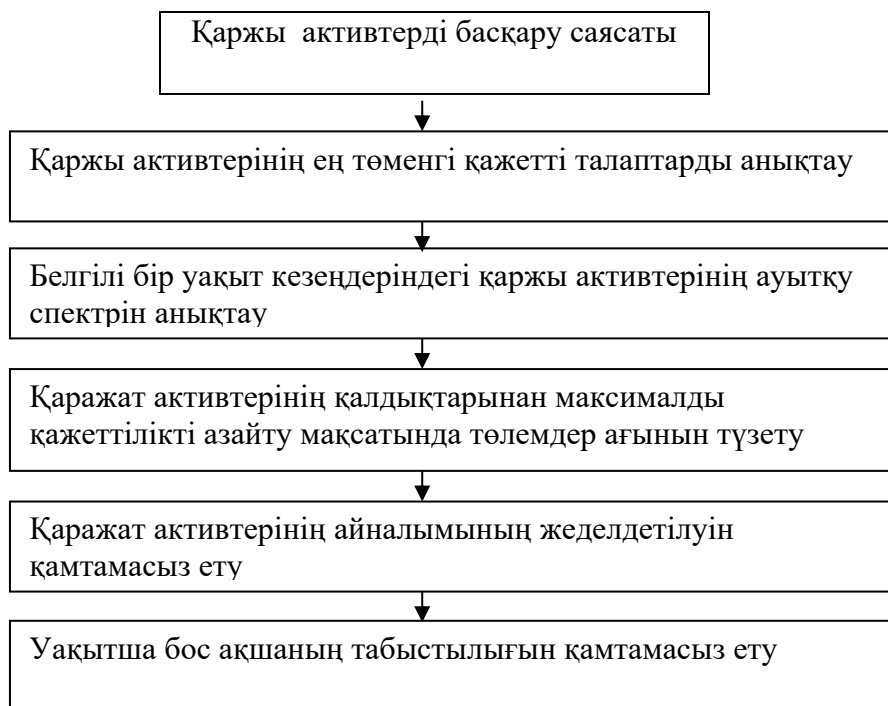 Қаржы активтерді басқару саясаты
Қаржы активтерінің ең төменгі қажетті талаптарды анықтау
Белгілі бір уақыт кезеңдеріндегі қаржы активтерінің ауытқу
спектрін анықтау
Қаражат активтерінің қалдықтарынан максималды
қажеттілікті азайту мақсатында төлемдер ағынын түзету
Қаражат активтерінің айналымының жеделдетілуін
қамтамасыз ету
Уақытша бос ақшаның табыстылығын қамтамасыз ету